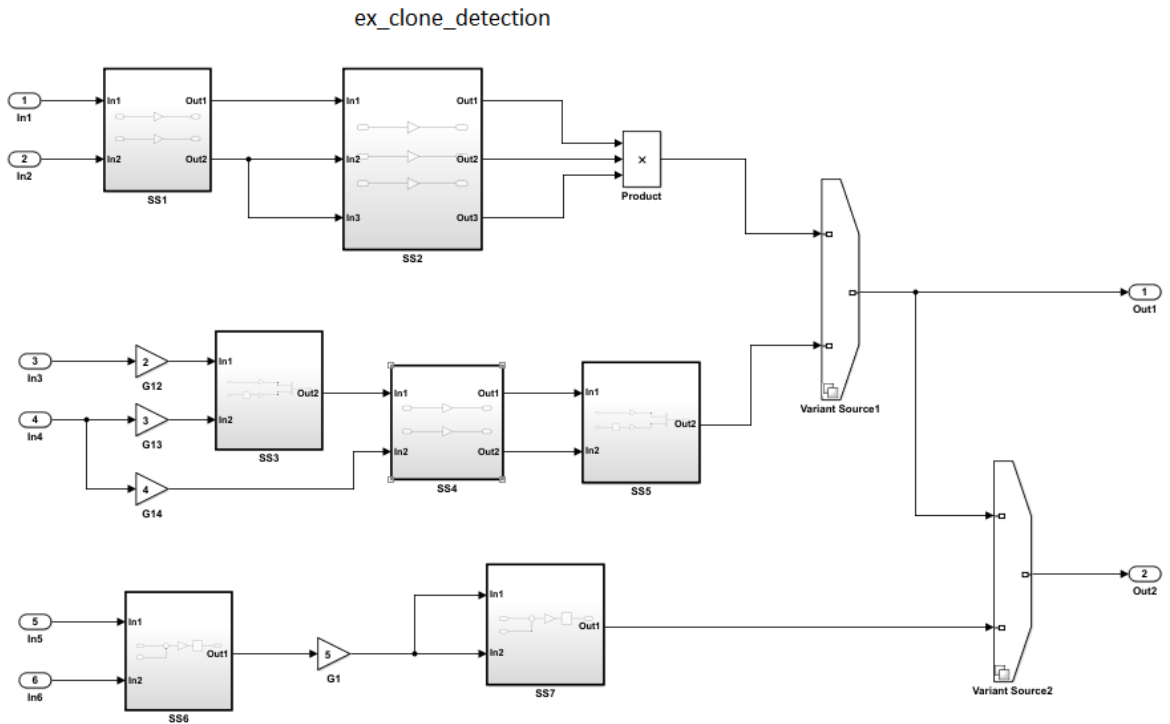 ex_clone_detection
1
In1
2
In2
In1
In2
Out1
Out2
SS1
In1
In2
In3
Out1
Out2
Out3
SS2
×
Product
Variant Source1
1
Out1
3
In3
4
In4
2
G12
3
G13
4
G14
In1
In2
Out2
SS3
In1
In2
Out1
Out2
SS4
In1
In2
Out2
SS5
Variant Source2
2
Out2
5
In5
6
In6
In1
In2
Out1
SS6
5
G1
In1
In2
Out1
SS7